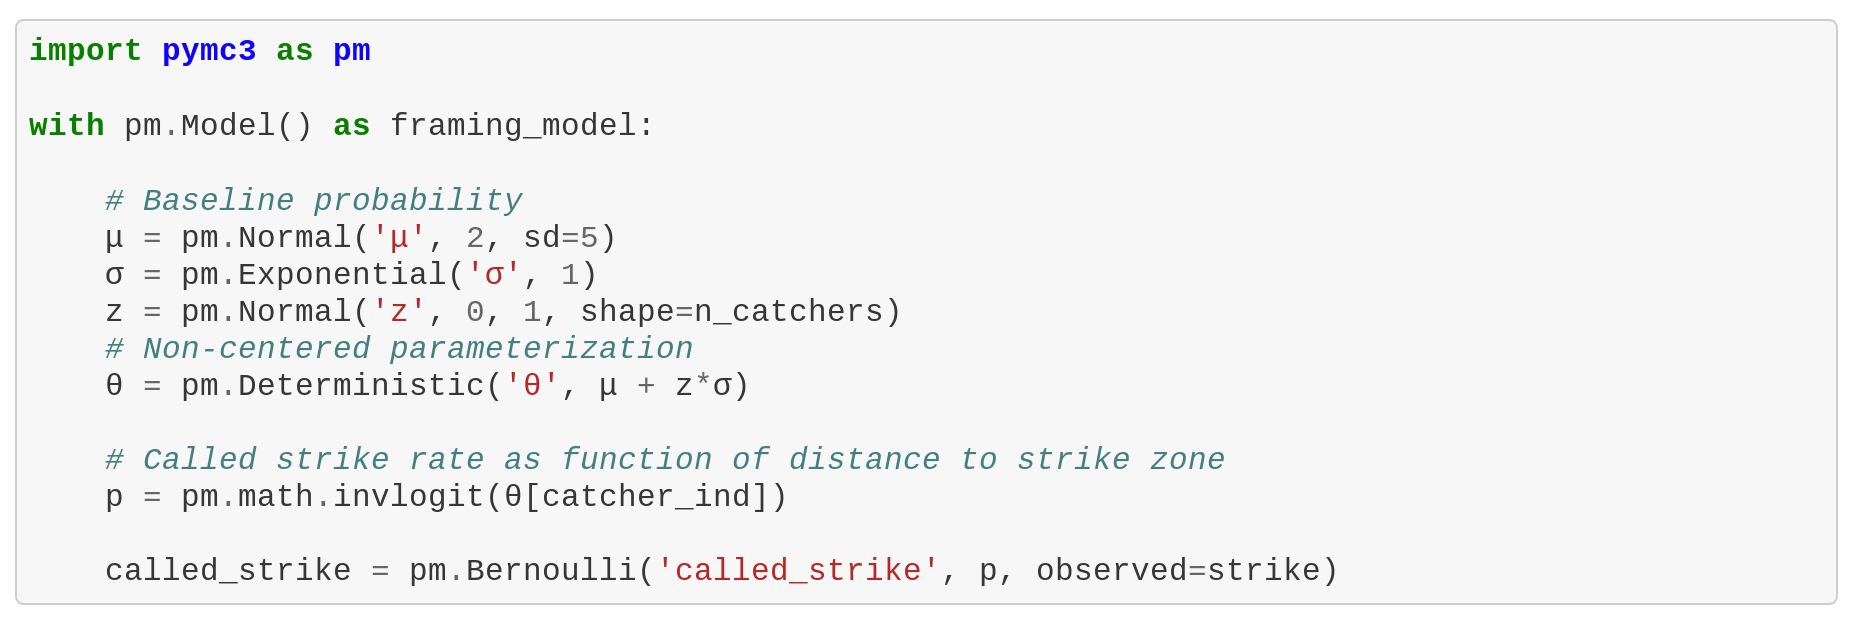 import pymc3 as pm
with pm.Model() as framing_model:
# Baseline probability
μ = pm.Normal('μ', 2, sd=5)
σ = pm.Exponential('σ', 1)
z = pm.Normal('z', 0, 1, shape=n_catchers)
# Non-centered parameterization
θ = pm.Deterministic('θ', μ + z*σ)
# Called strike rate as function of distance to strike zone
p = pm.math.invlogit(θ[catcher_ind])
called_strike = pm.Bernoulli('called_strike', p, observed=strike)